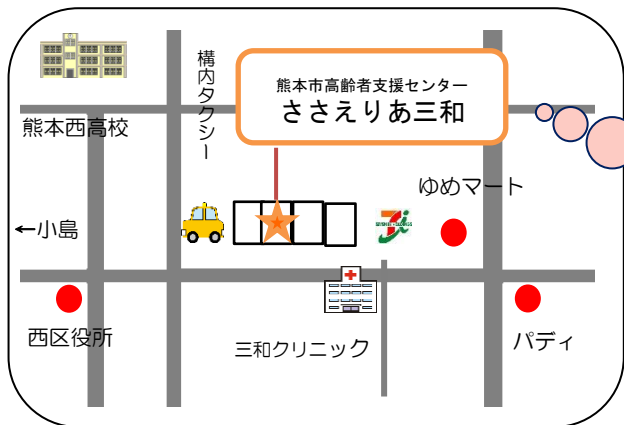 熊本市高齢者支援センター
ささえりあ三和
構内タクシー
熊本西高校
ゆめマート
←小島
西区役所
三和クリニック
パディ